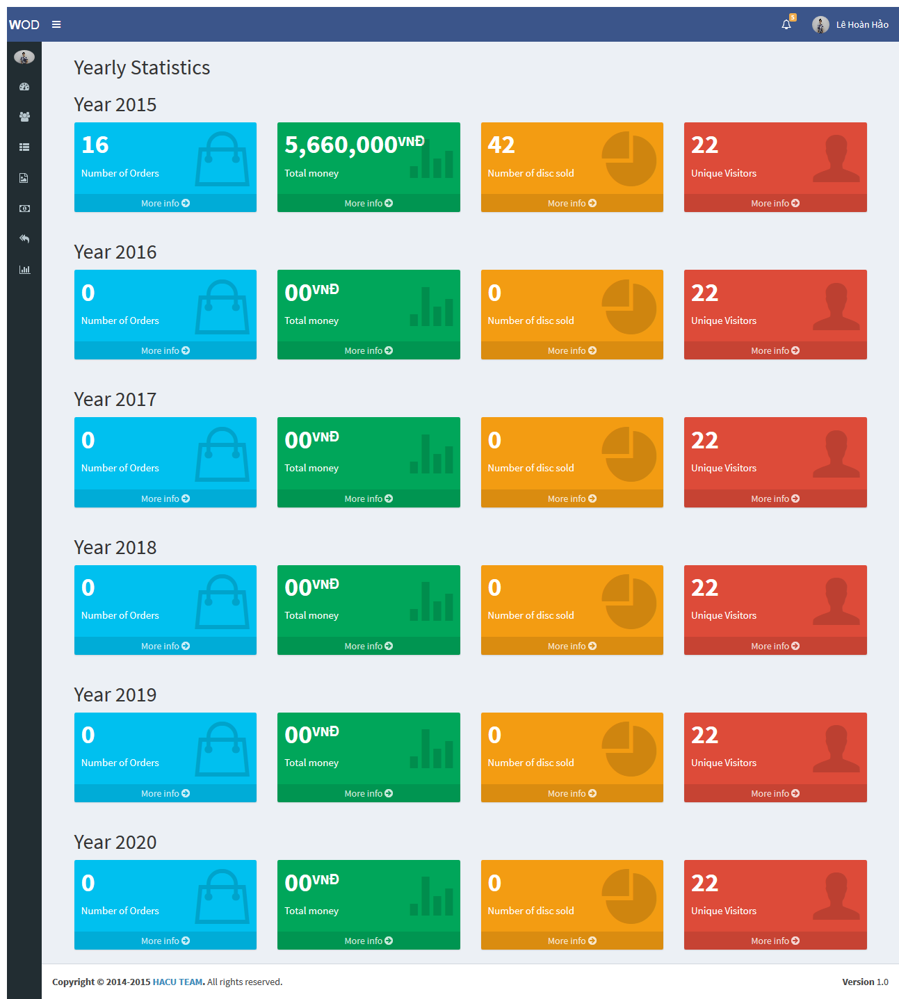 WOD
5
Lê Hoàn Hảo
Yearly Statistics
Year 2015
16
5,660,000VNĐ
42
22
Number of Orders
Total money
Number of disc sold
Unique Visitors
More info
More info
More info
More info
Year 2016
0
00VNĐ
0
22
Number of Orders
Total money
Number of disc sold
Unique Visitors
More info
More info
More info
More info
Year 2017
0
00VNĐ
0
22
Number of Orders
Total money
Number of disc sold
Unique Visitors
More info
More info
More info
More info
Year 2018
0
00VNĐ
0
22
Number of Orders
Total money
Number of disc sold
Unique Visitors
More info
More info
More info
More info
Year 2019
0
00VNĐ
0
22
Number of Orders
Total money
Number of disc sold
Unique Visitors
More info
More info
More info
More info
Year 2020
0
00VNĐ
0
22
Number of Orders
Total money
Number of disc sold
Unique Visitors
More info
More info
More info
More info
Copyright © 2014-2015 HACU TEAM. All rights reserved.
Version 1.0